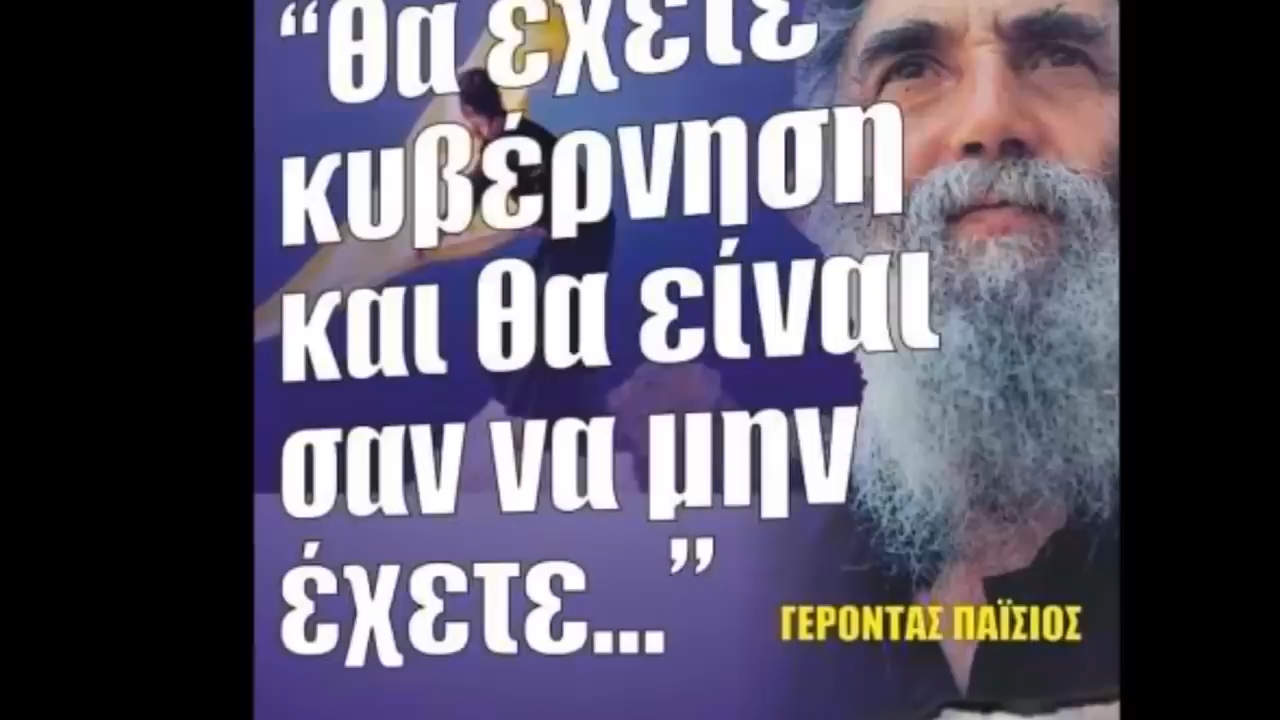 “θα έχετε
κυβέρνηση
και θα είναι
σαν να μην
έχετε...”
ΓΕΡΟΝΤΑΣ ΠΑΪΣΙΟΣ